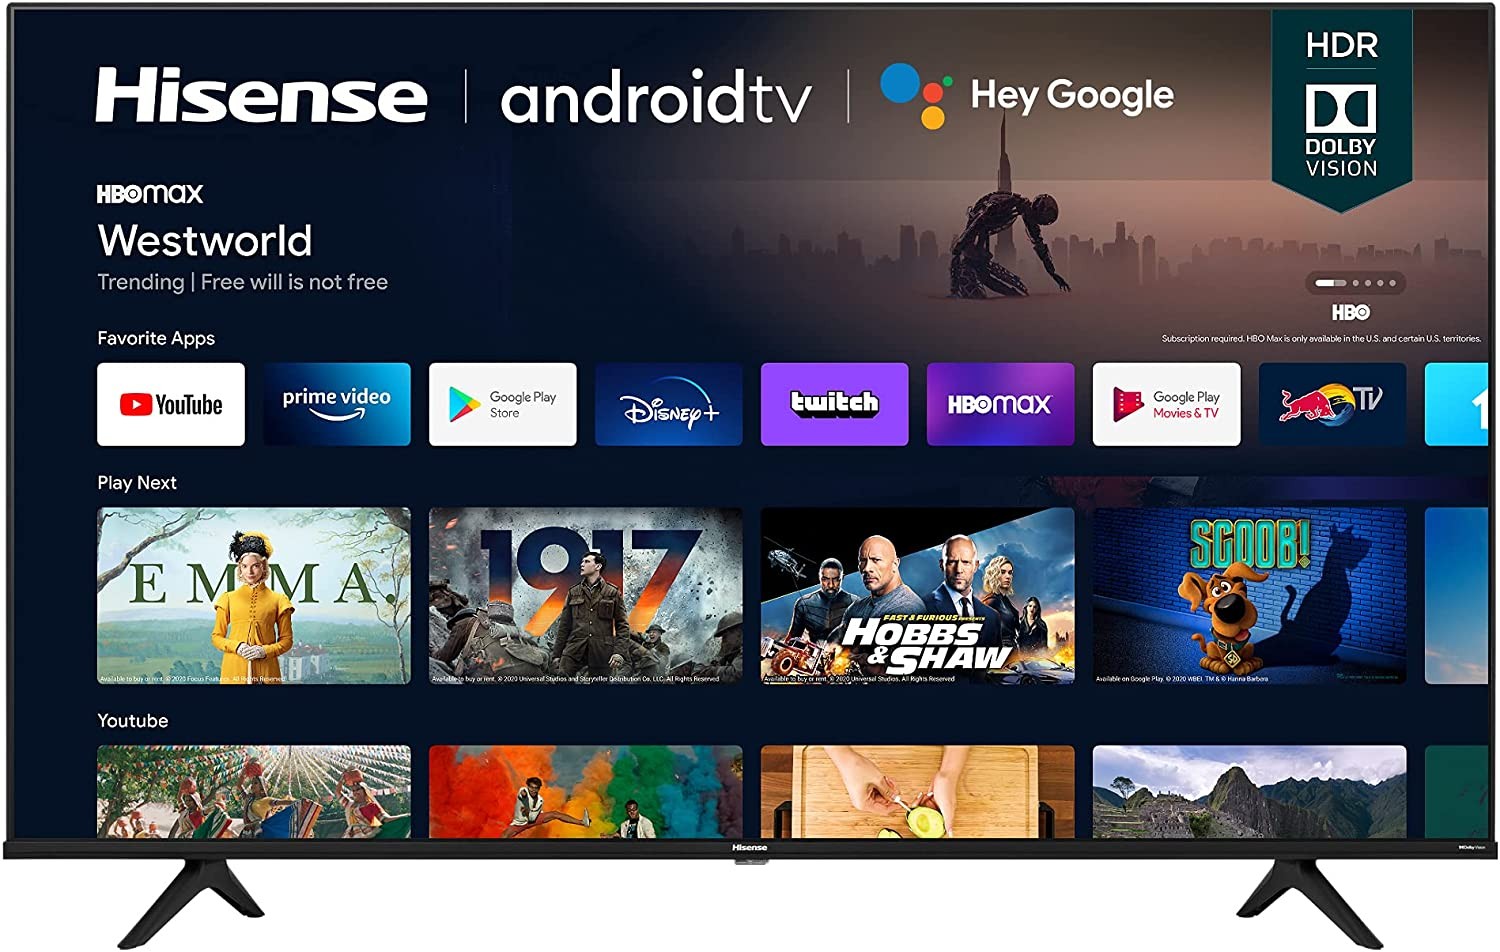 Hisense | androidtv | Hey Google
HDR
DOLBY
VISION
HBOMAX
Westworld
Trending | Free will is not free
HBO
Subscription required. HBO Max is only available in the U.S. and certain U.S. territories.
Favorite Apps
YouTube
prime video
Google Play
Store
Disney+
twitch
HBOMAX
Google Play
Movies & TV
TV
Play Next
EMMA.
Available to buy or rent. © 2020 Focus Features. All Rights Reserved
1917
Available to buy or rent. © 2020 Universal Studios and Storyteller Distribution Co. LLC. All Rights Reserved
FAST & FURIOUS PRESENTS
HOBBS
& SHAW
Available to buy or rent. © 2020 Universal Studios. All Rights Reserved
SCOOB!
SD
Available on Google Play. © 2020 WBEI. TM & © Hanna Barbera
Youtube
Hisense
Dolby Vision